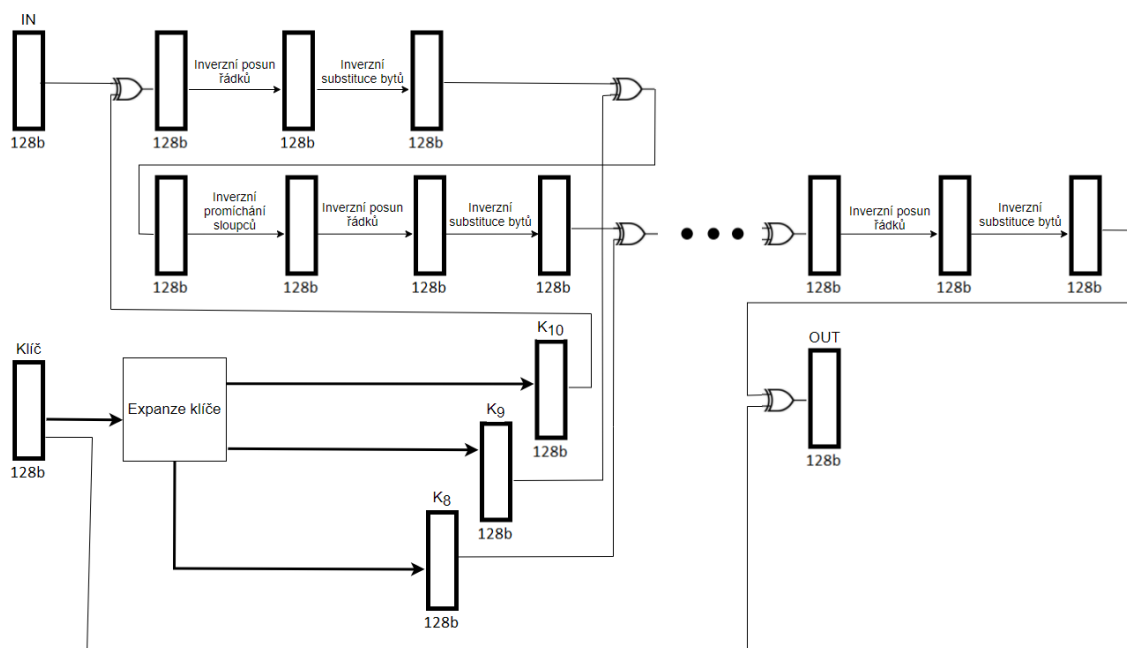 IN
Inverzní posun
řádků
Inverzní
substituce bytů
128b
128b
128b
128b
Inverzní
promíchání
sloupců
Inverzní posun
řádků
Inverzní
substituce bytů
Inverzní posun
řádků
Inverzní
substituce bytů
128b
128b
128b
128b
128b
128b
128b
Klíč
128b
Expanze klíče
K10
128b
K9
128b
K8
128b
OUT
128b